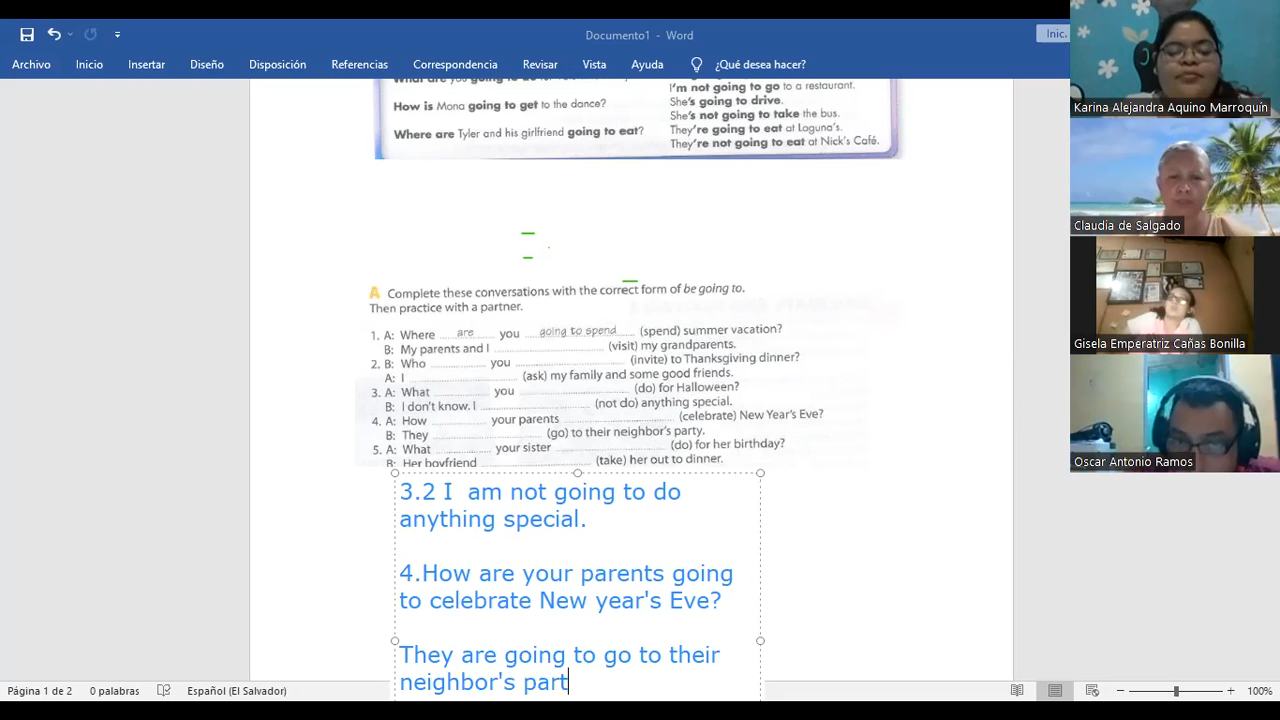 Documento1 - Word
Inic.
Archivo Inicio Insertar Diseño Disposición Referencias Correspondencia Revisar Vista Ayuda ¿Qué desea hacer?
I'm not going to go to a restaurant.
How is Mona going to get to the dance?
She's going to drive.
She's not going to take the bus.
Where are Tyler and his girlfriend going to eat?
They're going to eat at Laguna's.
They're not going to eat at Nick's Café.
A Complete these conversations with the correct form of be going to.
Then practice with a partner.
1. A: Where are you going to spend (spend) summer vacation?
B: My parents and I (visit) my grandparents.
2. B: Who you (invite) to Thanksgiving dinner?
A: I (ask) my family and some good friends.
3. A: What you (do) for Halloween?
B: I don't know. I (not do) anything special.
4. A: How your parents (celebrate) New Year's Eve?
B: They (go) to their neighbor's party.
5. A: What your sister (do) for her birthday?
B: Her boyfriend (take) her out to dinner.
3.2 I am not going to do
anything special.
4.How are your parents going
to celebrate New year's Eve?
They are going to go to their
neighbor's part
Página 1 de 2 0 palabras Español (El Salvador) 100%
Karina Alejandra Aquino Marroquín
Claudia de Salgado
Gisela Emperatriz Cañas Bonilla
Oscar Antonio Ramos